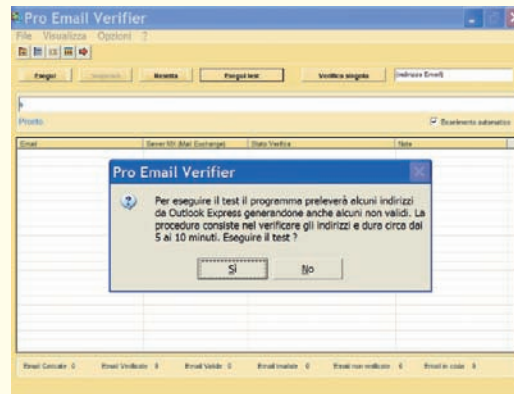 Pro Email Verifier
File Visualizza Opzioni ?
Esegui Resetta Esegui test Verifica singola Indirizzo Email
Pronto Esaurimento automatico
Email Server MX (Mail Exchange) Stato Verifica Note
Pro Email Verifier
Per eseguire il test il programma preleverà alcuni indirizzi
da Outlook Express generandone anche alcuni non validi. La
procedura consiste nel verificare gli indirizzi e dura circa dai
5 ai 10 minuti. Eseguire il test ?
Sì No
Email Caricate 0 Email Verificate 0 Email Valide 0 Email Invalide 0 Email non verificate 0 Email in coda 0